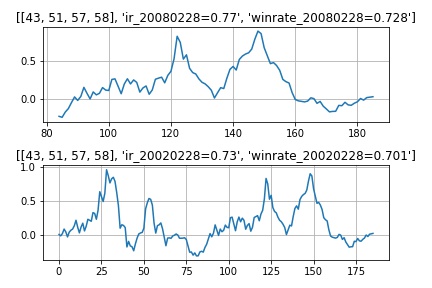 [[43, 51, 57, 58], 'ir_20080228=0.77', 'winrate_20080228=0.728']
0.5
0.0
80 100 120 140 160 180
[[43, 51, 57, 58], 'ir_20020228=0.73', 'winrate_20020228=0.701']
1.0
0.5
0.0
0 25 50 75 100 125 150 175